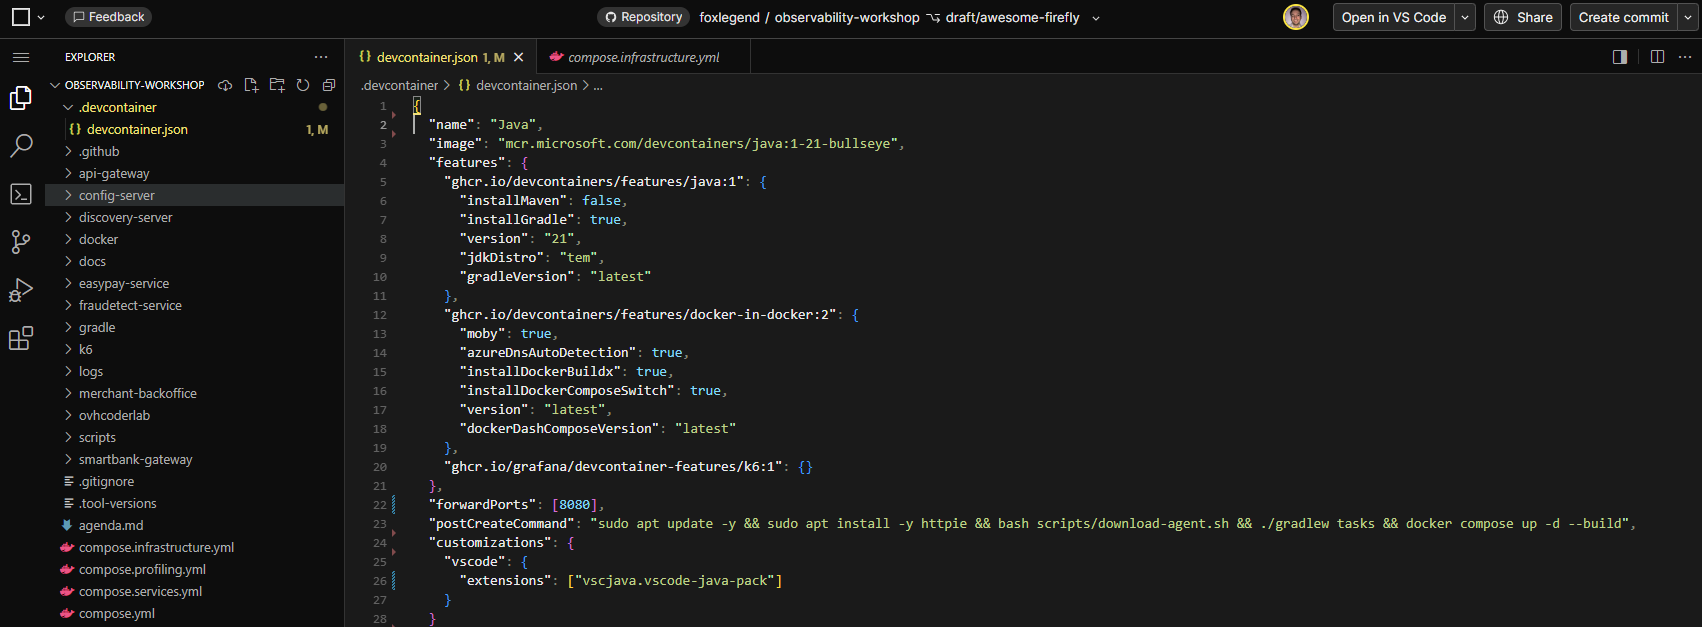 Feedback
Repository foxlegend / observability-workshop draft/awesome-firefly
Open in VS Code
Share
Create commit
EXPLORER
OBSERVABILITY-WORKSHOP
.devcontainer
{} devcontainer.json 1, M
.github
api-gateway
config-server
discovery-server
docker
docs
easypay-service
fraudetect-service
gradle
k6
logs
merchant-backoffice
ovhcoderlab
scripts
smartbank-gateway
.gitignore
.tool-versions
agenda.md
compose.infrastructure.yml
compose.profiling.yml
compose.services.yml
compose.yml
{} devcontainer.json 1, M
compose.infrastructure.yml
.devcontainer > {} devcontainer.json > ...
1 {
2 "name": "Java",
3 "image": "mcr.microsoft.com/devcontainers/java:1-21-bullseye",
4 "features": {
5 "ghcr.io/devcontainers/features/java:1": {
6 "installMaven": false,
7 "installGradle": true,
8 "version": "21",
9 "jdkDistro": "tem",
10 "gradleVersion": "latest"
11 },
12 "ghcr.io/devcontainers/features/docker-in-docker:2": {
13 "moby": true,
14 "azureDnsAutoDetection": true,
15 "installDockerBuildx": true,
16 "installDockerComposeSwitch": true,
17 "version": "latest",
18 "dockerDashComposeVersion": "latest"
19 },
20 "ghcr.io/grafana/devcontainer-features/k6:1": {}
21 },
22 "forwardPorts": [8080],
23 "postCreateCommand": "sudo apt update -y && sudo apt install -y httpie && bash scripts/download-agent.sh && ./gradlew tasks && docker compose up -d --build",
24 "customizations": {
25 "vscode": {
26 "extensions": ["vscjava.vscode-java-pack"]
27 }
28 }